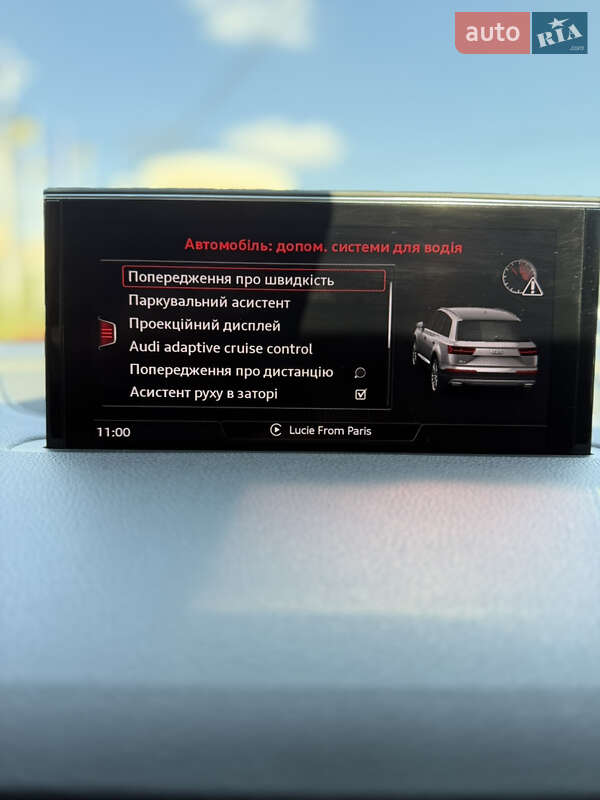 auto RIA .com
Автомобіль: допом. системи для водія
Попередження про швидкість
Паркувальний асистент
Проекційний дисплей
Audi adaptive cruise control
Попередження про дистанцію
Асистент руху в заторі
11:00
Lucie From Paris